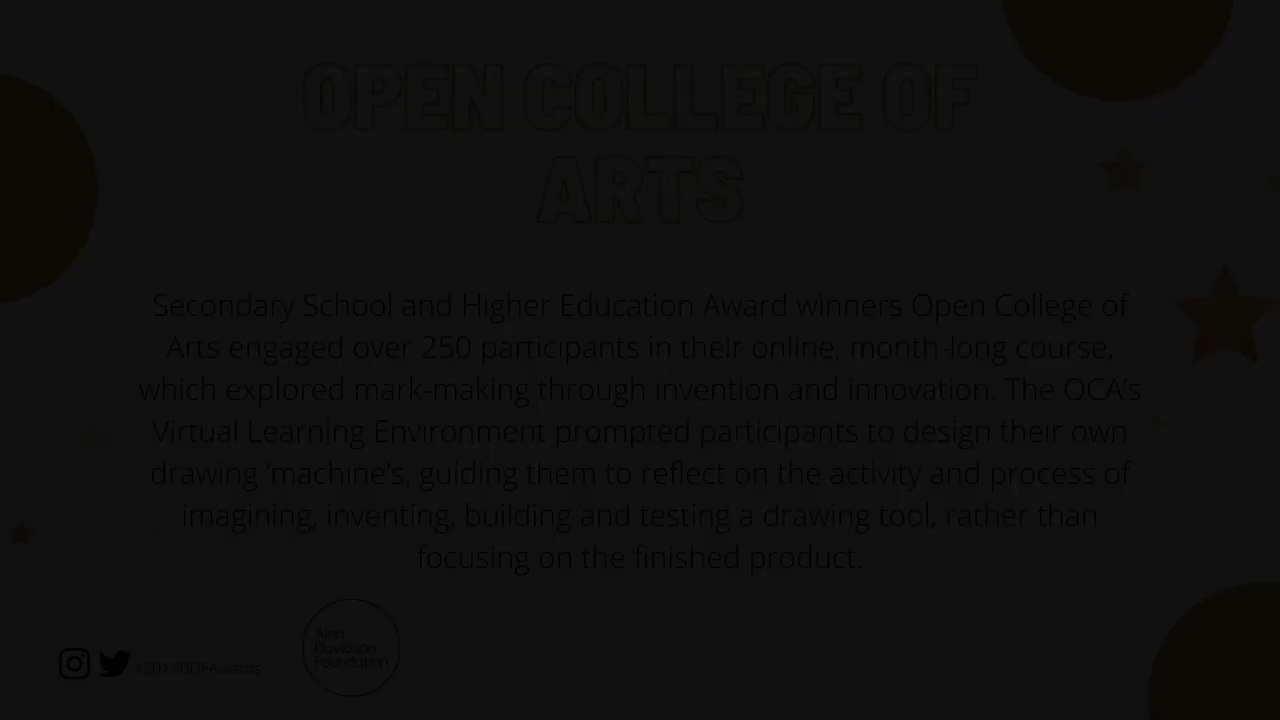 OPEN COLLEGE OF
ARTS
Secondary School and Higher Education Award winners Open College of
Arts engaged over 250 participants in their online, month-long course,
which explored mark-making through invention and innovation. The OCA's
Virtual Learning Environment prompted participants to design their own
drawing 'machine's, guiding them to reflect on the activity and process of
imagining, inventing, building and testing a drawing tool, rather than
focusing on the finished product.
Alan
Davidson
Foundation